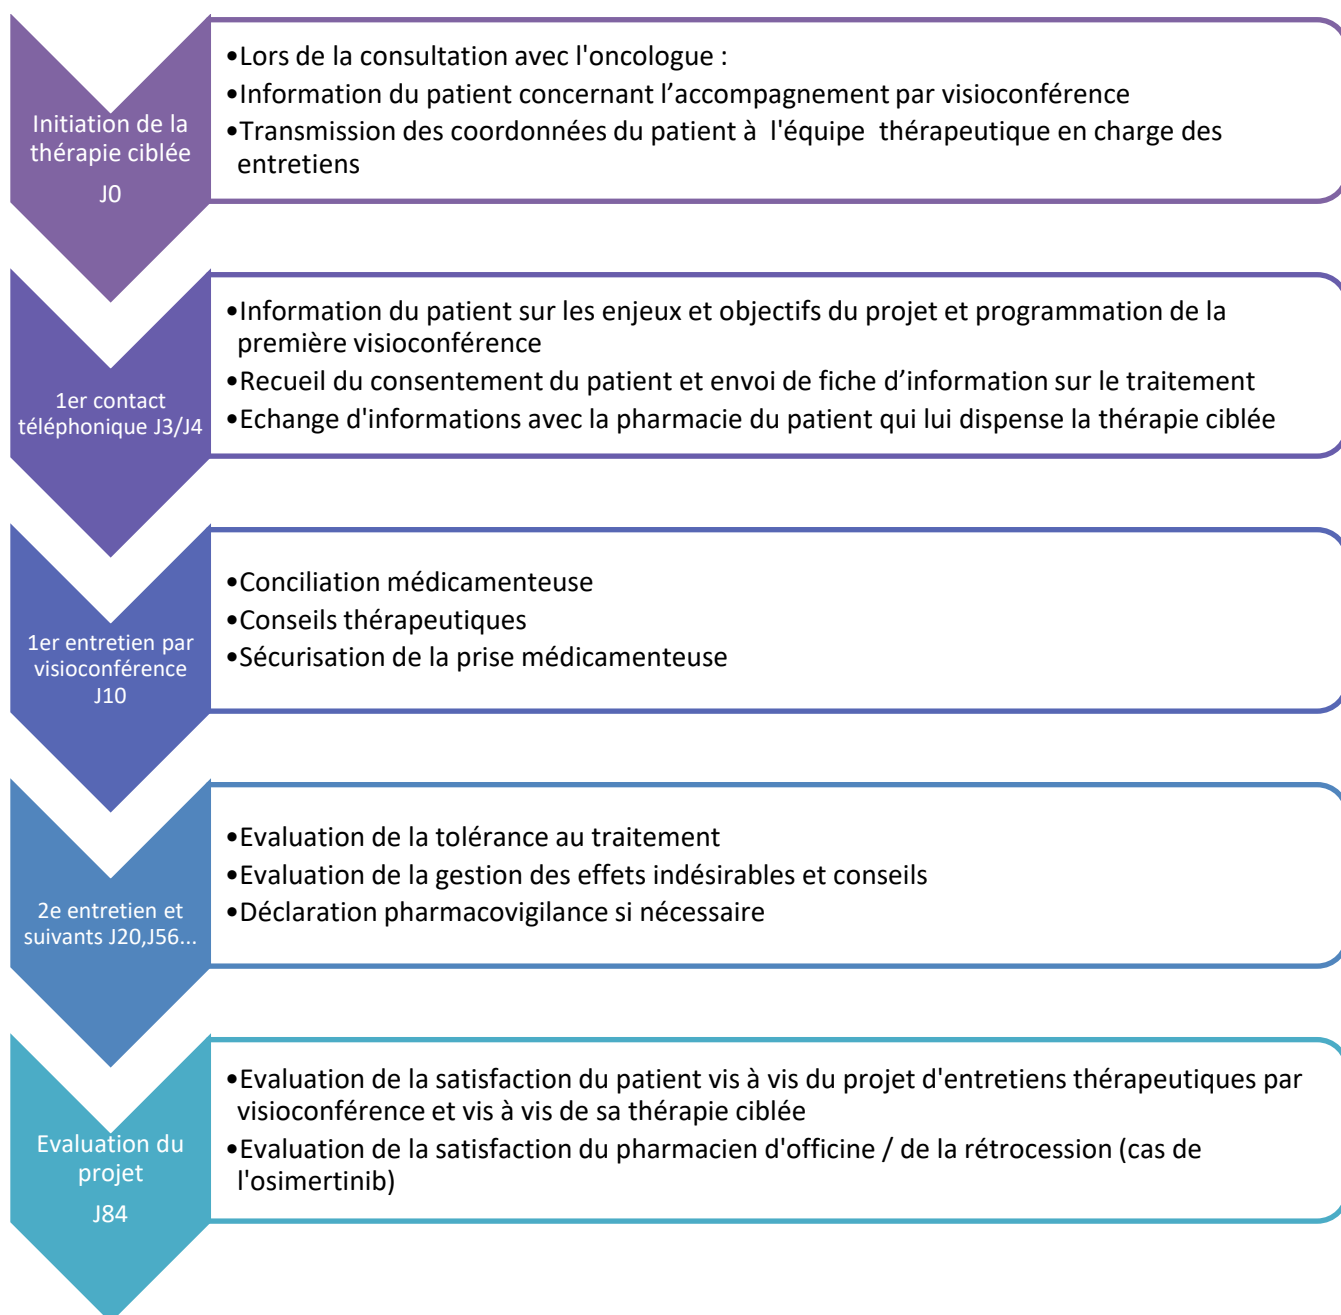 Initiation de la
thérapie ciblée
J0
•Lors de la consultation avec l'oncologue :
•Information du patient concernant l’accompagnement par visioconférence
•Transmission des coordonnées du patient à l'équipe thérapeutique en charge des
entretiens
1er contact
téléphonique J3/J4
•Information du patient sur les enjeux et objectifs du projet et programmation de la
première visioconférence
•Recueil du consentement du patient et envoi de fiche d’information sur le traitement
•Echange d'informations avec la pharmacie du patient qui lui dispense la thérapie ciblée
1er entretien par
visioconférence
J10
•Conciliation médicamenteuse
•Conseils thérapeutiques
•Sécurisation de la prise médicamenteuse
2e entretien et
suivants J20,J56...
•Evaluation de la tolérance au traitement
•Evaluation de la gestion des effets indésirables et conseils
•Déclaration pharmacovigilance si nécessaire
Evaluation du
projet
J84
•Evaluation de la satisfaction du patient vis à vis du projet d'entretiens thérapeutiques par
visioconférence et vis à vis de sa thérapie ciblée
•Evaluation de la satisfaction du pharmacien d'officine / de la rétrocession (cas de
l'osimertinib)